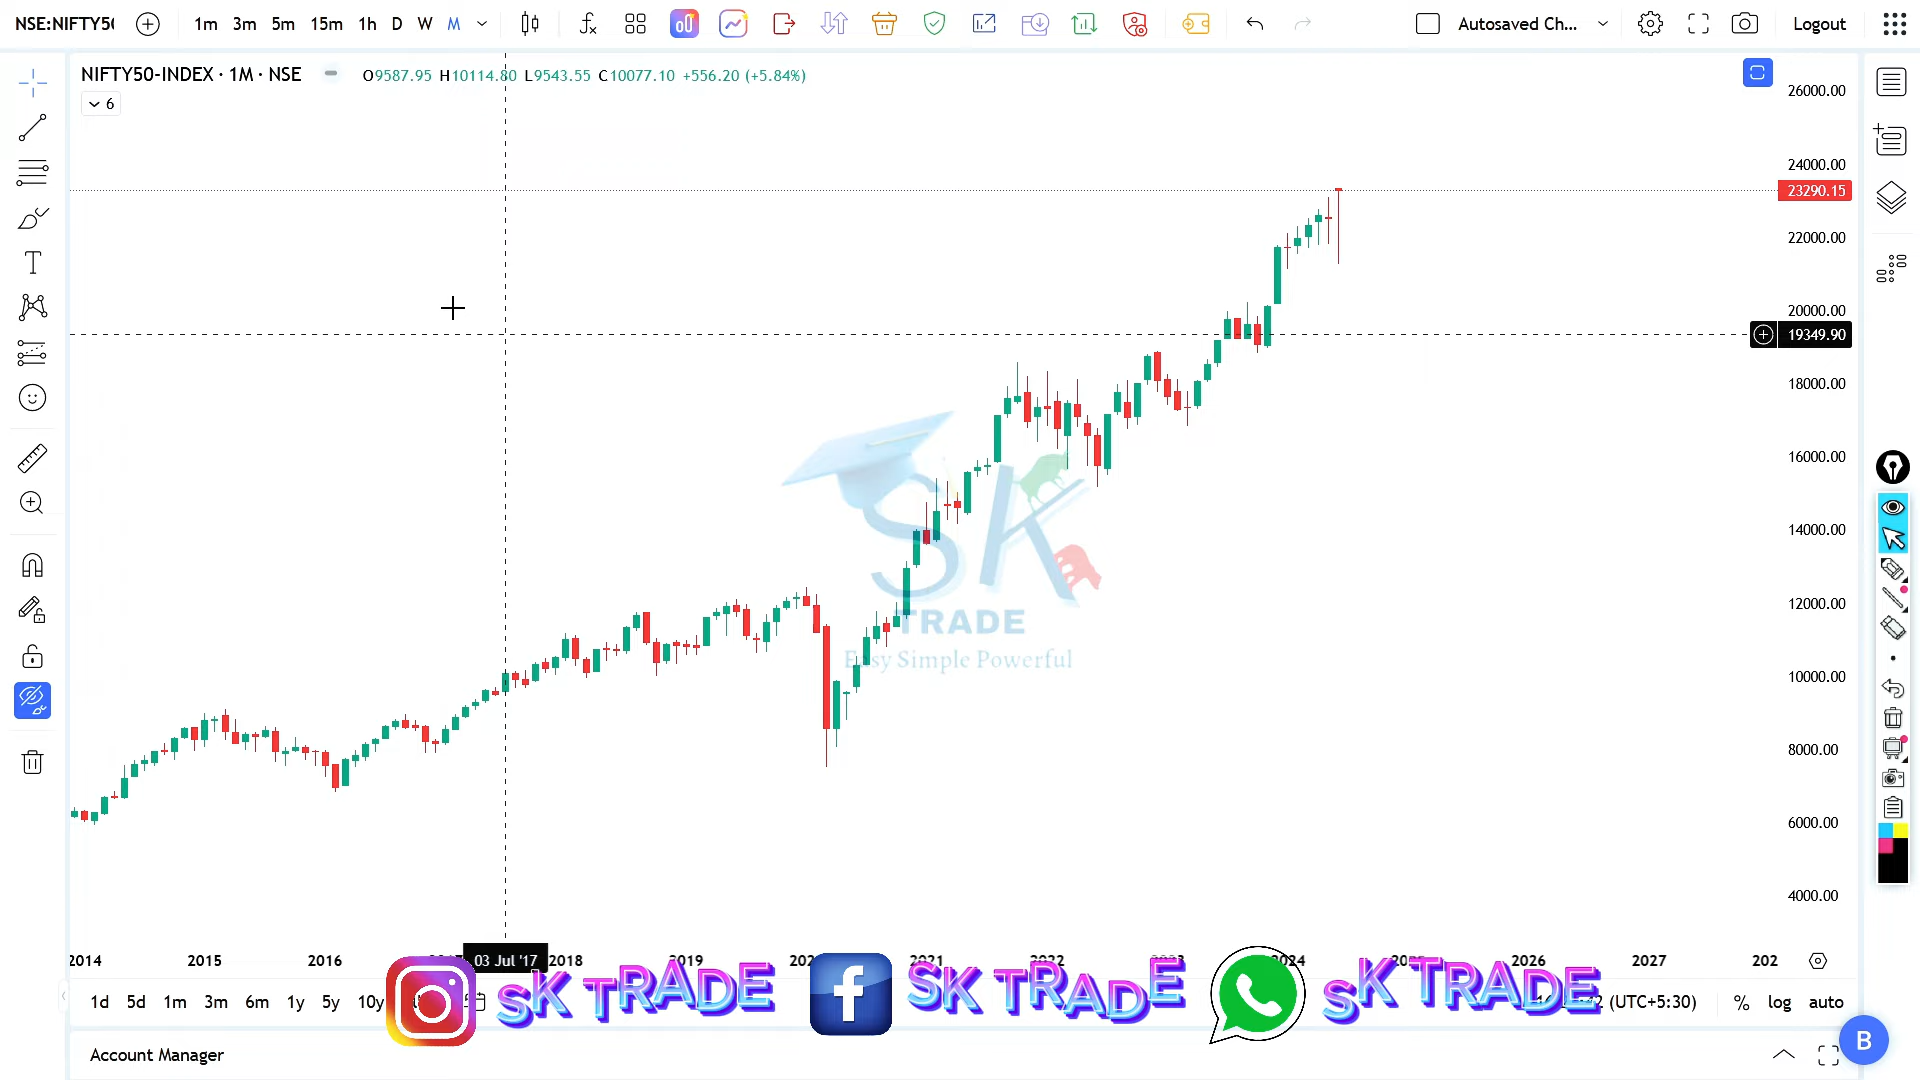 NSE:NIFTY50 1m 3m 5m 15m 1h D W M Autosaved Ch... Logout
NIFTY50-INDEX · 1M · NSE O9587.95 H10114.80 L9543.55 C10077.10 +556.20 (+5.84%)
6
26000.00
24000.00
23290.15
22000.00
20000.00
19349.90
18000.00
16000.00
14000.00
12000.00
10000.00
8000.00
6000.00
4000.00
SK
TRADE
Easy Simple Powerful
2014 2015 2016 03 Jul '17 2018 2019 2021 2022 2023 2024 2025 2026 2027 202
1d 5d 1m 3m 6m 1y 5y 10y (UTC+5:30) % log auto
SK TRADE SK TRADE SK TRADE
Account Manager
B